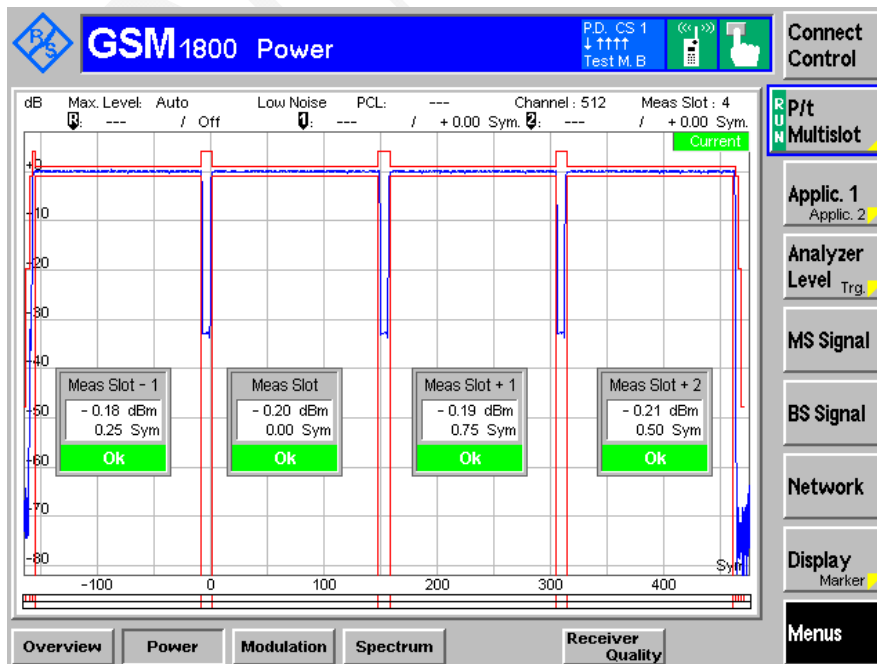 R&S
GSM1800 Power
P.D. CS 1
↓ ↑↑↑↑
Test M. B
Connect Control
dB Max. Level: Auto Low Noise PCL: --- Channel : 512 Meas Slot : 4
R: --- / Off 1: --- / + 0.00 Sym. 2: --- / + 0.00 Sym.
Current
RUN
P/t Multislot
Applic. 1
Applic. 2
Analyzer Level Trg.
MS Signal
BS Signal
Network
Display
Marker
Menus
+0
-10
-20
-30
-40
-50
-60
-70
-80
Meas Slot - 1
- 0.18 dBm
0.25 Sym
Ok
Meas Slot
- 0.20 dBm
0.00 Sym
Ok
Meas Slot + 1
- 0.19 dBm
0.75 Sym
Ok
Meas Slot + 2
- 0.21 dBm
0.50 Sym
Ok
Sym
-100 0 100 200 300 400
Overview Power Modulation Spectrum Receiver Quality